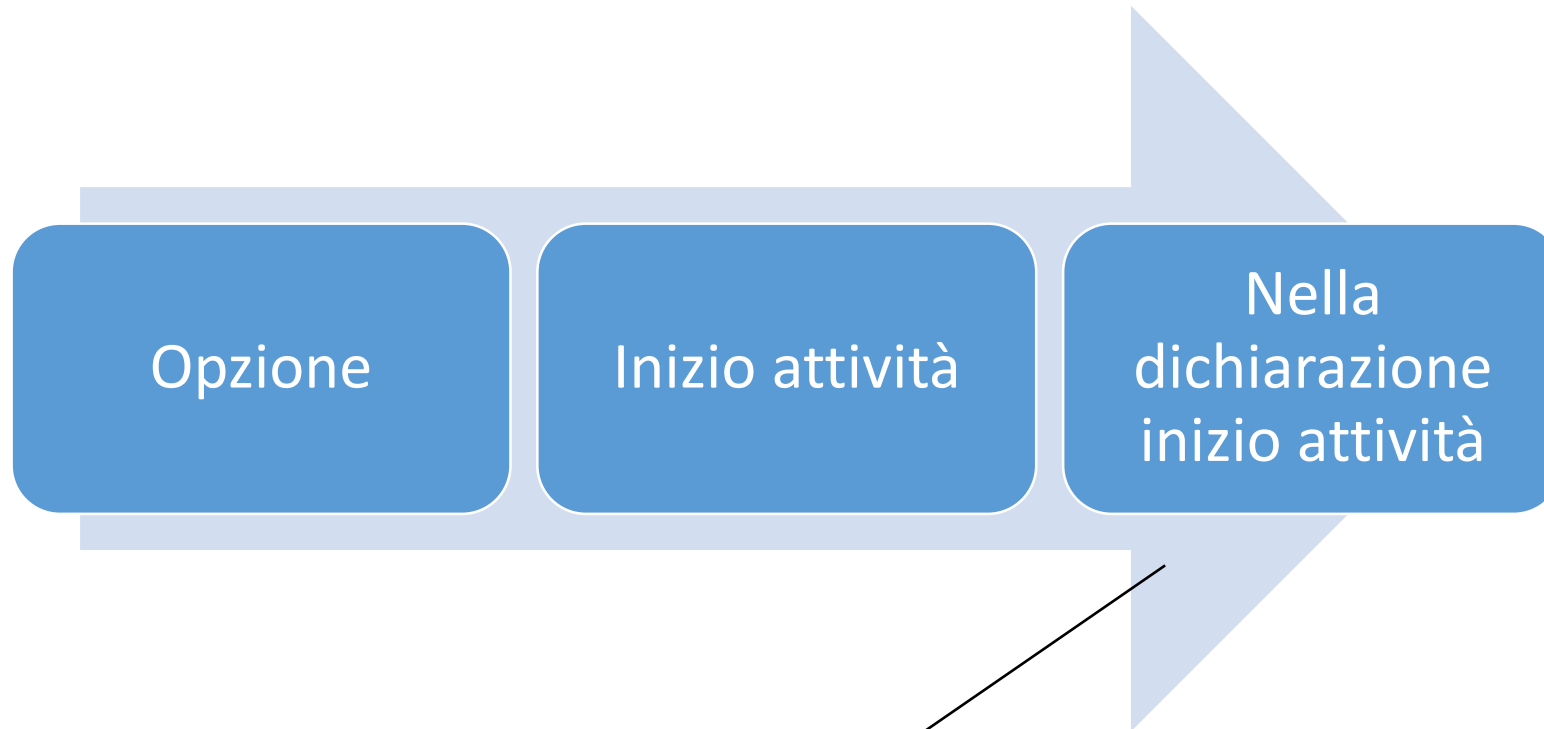 Opzione
Inizio attività
Nella
dichiarazione
inizio attività